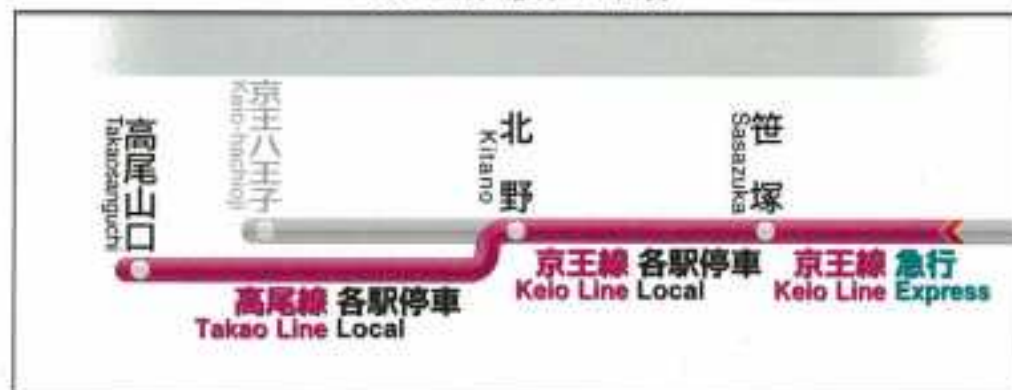 高尾山口
Takaosanguchi
京王八王子
Keio-hachioji
北野
Kitano
笹塚
Sasazuka
高尾線 各駅停車
Takao Line Local
京王線 各駅停車
Keio Line Local
京王線 急行
Keio Line Express